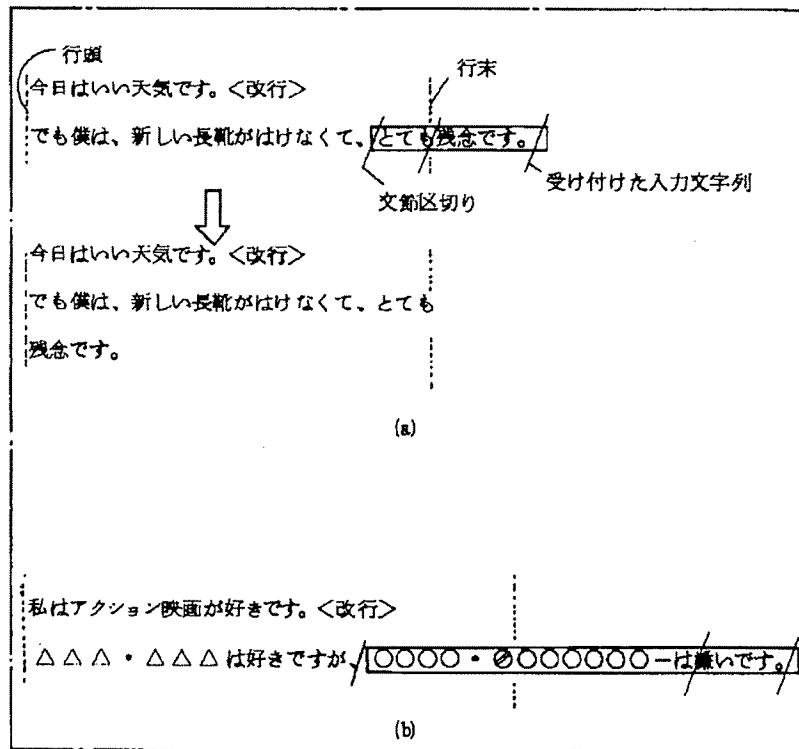 行頭
行末
今日はいい天気です。<改行>
でも僕は、新しい長靴がはけなくて、とても残念です。
文節区切り
受け付けた入力文字列
今日はいい天気です。<改行>
でも僕は、新しい長靴がはけなくて、とても
残念です。
(a)
私はアクション映画が好きです。<改行>
△△△・△△△は好きですが、○○○○・○○○○○○○ーは嫌いです。
(b)